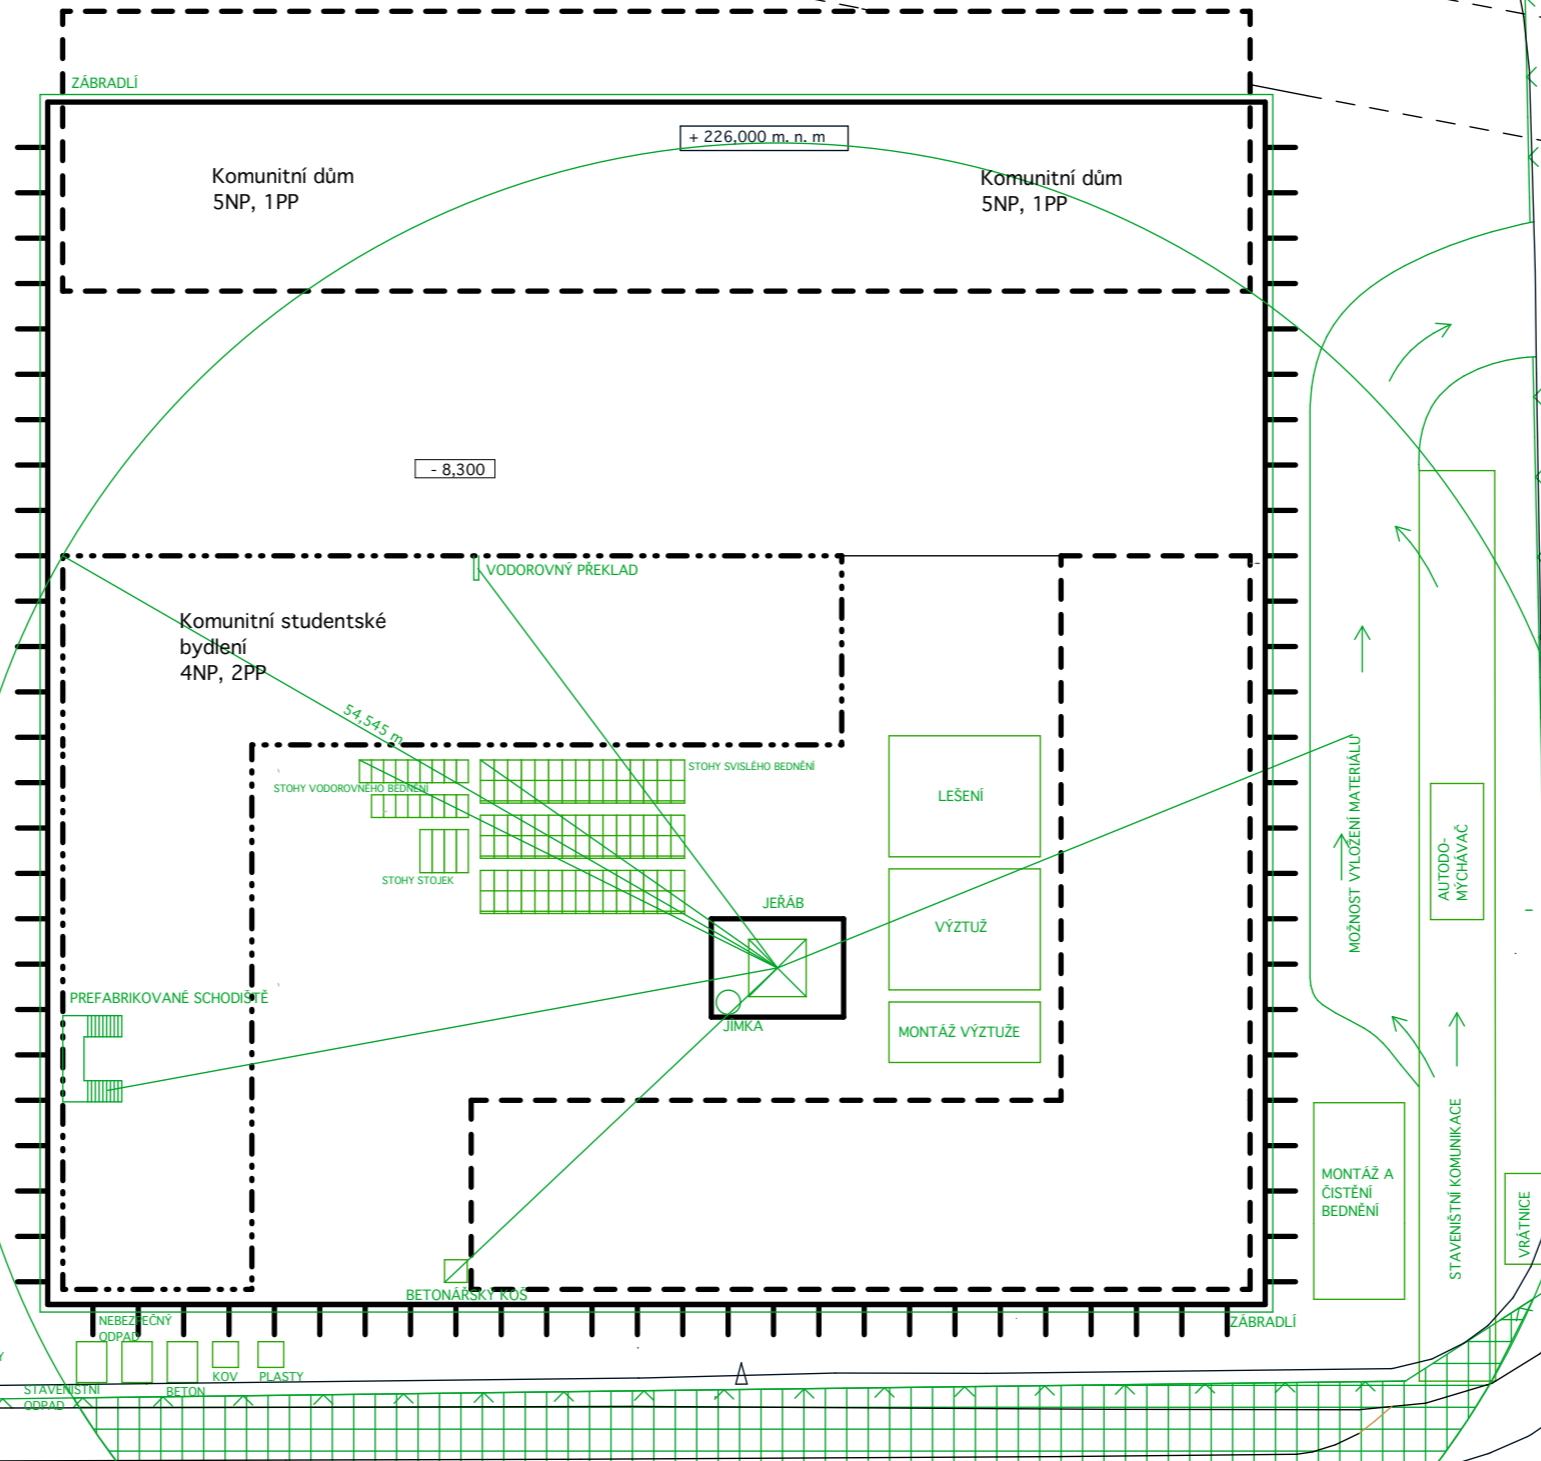 ZÁBRADLÍ
+ 226,000 m. n. m
Komunitní dům
5NP, 1PP
Komunitní dům
5NP, 1PP
- 8,300
VODOROVNÝ PŘEKLAD
Komunitní studentské
bydlení
4NP, 2PP
54,545 m
STOHY SVISLÉHO BEDNĚNÍ
STOHY VODOROVNÉHO BEDNĚNÍ
STOHY STOJEK
LEŠENÍ
JEŘÁB
VÝZTUŽ
JÍMKA
MONTÁŽ VÝZTUŽE
PREFABRIKOVANÉ SCHODIŠTĚ
MOŽNOST VYLOŽENÍ MATERIÁLU
AUTODO-
MÝCHÁVAČ
MONTÁŽ A
ČISTĚNÍ
BEDNĚNÍ
STAVENIŠTNÍ KOMUNIKACE
VRÁTNICE
BETONÁŘSKÝ KOŠ
ZÁBRADLÍ
NEBEZPEČNÝ
ODPAD
KOV
PLASTY
BETON
STAVENIŠTNÍ
ODPAD